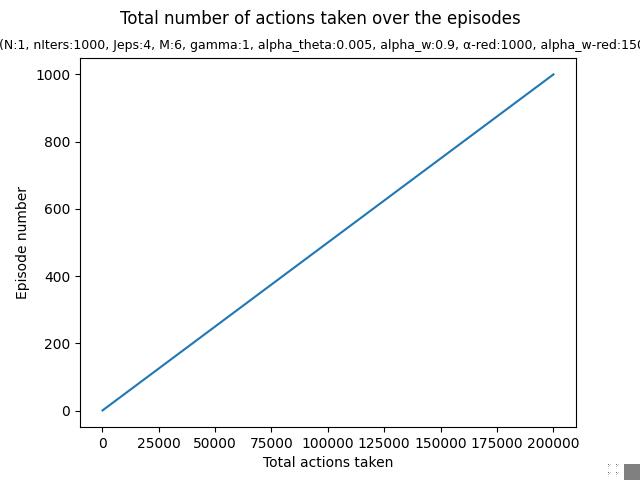 Total number of actions taken over the episodes
(N:1, nIters:1000, Jeps:4, M:6, gamma:1, alpha_theta:0.005, alpha_w:0.9, α-red:1000, alpha_w-red:150
1000
800
600
400
200
0
Episode number
0 25000 50000 75000 100000 125000 150000 175000 200000
Total actions taken